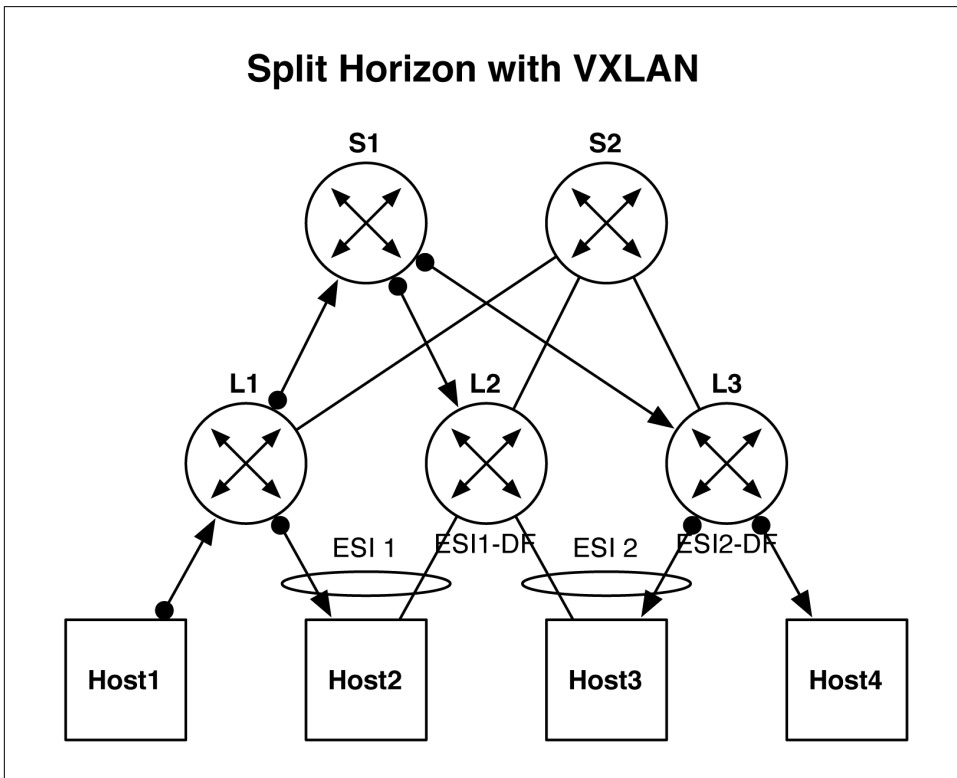 Split Horizon with VXLAN
S1
S2
L1
L2
L3
ESI 1
ESI1-DF
ESI 2
ESI2-DF
Host1
Host2
Host3
Host4